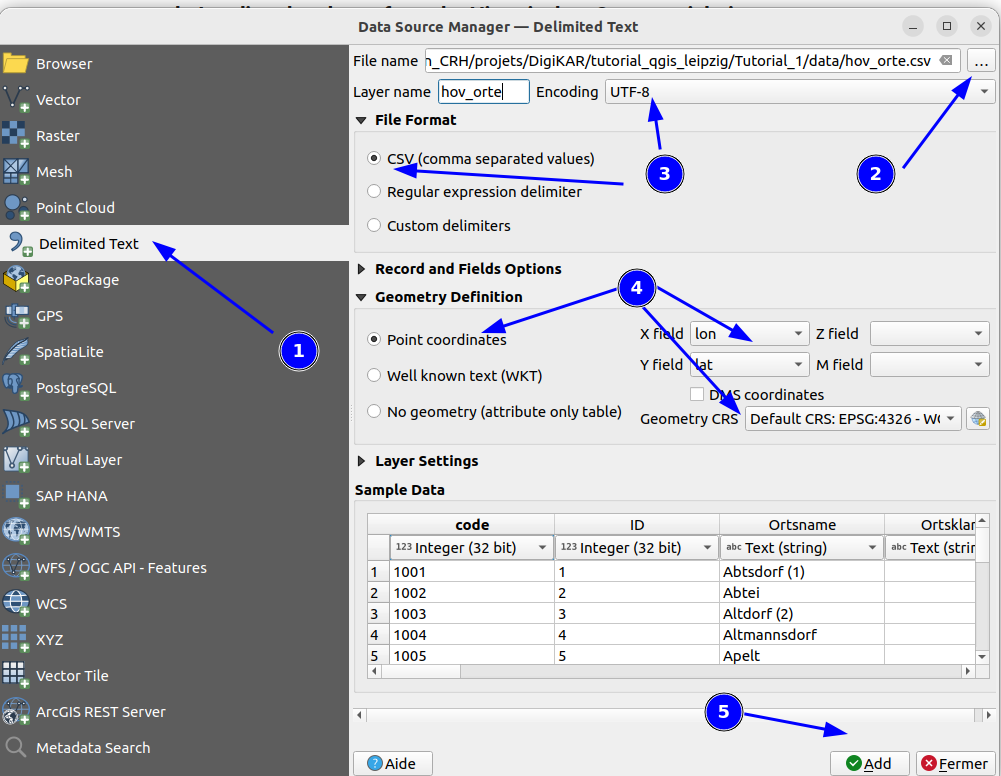 Data Source Manager — Delimited Text
Browser
Vector
Raster
Mesh
Point Cloud
Delimited Text
GeoPackage
GPS
SpatiaLite
PostgreSQL
MS SQL Server
Virtual Layer
SAP HANA
WMS/WMTS
WFS / OGC API - Features
WCS
XYZ
Vector Tile
ArcGIS REST Server
Metadata Search
1
File name n_CRH/projets/DigiKAR/tutorial_qgis_leipzig/Tutorial_1/data/hov_orte.csv ...
Layer name hov_orte Encoding UTF-8
File Format
CSV (comma separated values)
3
2
Regular expression delimiter
Custom delimiters
Record and Fields Options
4
Geometry Definition
Point coordinates
Well known text (WKT)
No geometry (attribute only table)
X field lon Z field
Y field lat M field
DMS coordinates
Geometry CRS Default CRS: EPSG:4326 -
Layer Settings
Sample Data
code ID Ortsname Ortsklar
123 Integer (32 bit) 123 Integer (32 bit) abc Text (string) abc Text (strin
1 1001 1 Abtsdorf (1)
2 1002 2 Abtei
3 1003 3 Altdorf (2)
4 1004 4 Altmannsdorf
5 1005 5 Apelt
5
? Aide Add Fermer